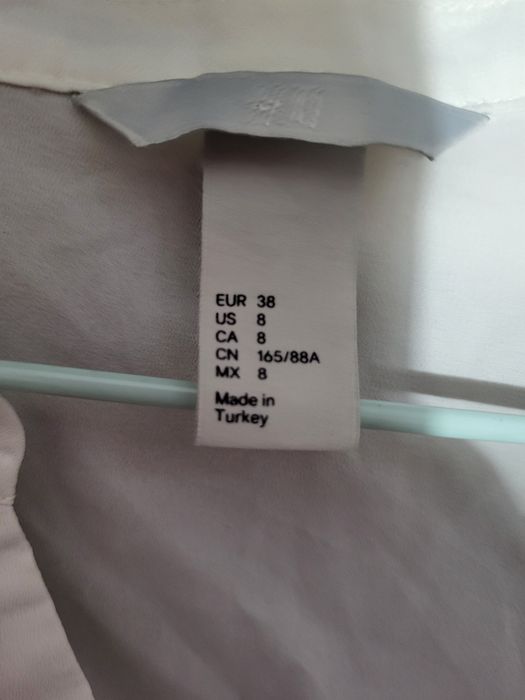 EUR 38
US 8
CA 8
CN 165/88A
MX 8
Made in
Turkey